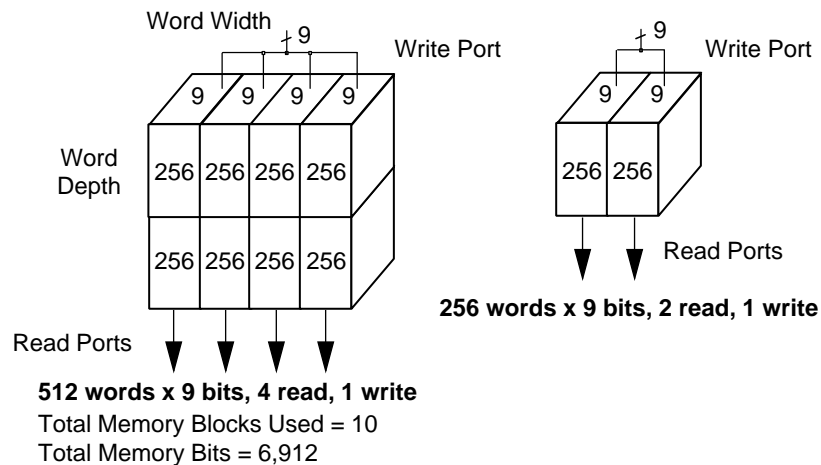 Word Width
9
Write Port
9 9 9 9
Word
Depth
256 256 256 256
256 256 256 256
Read Ports
512 words x 9 bits, 4 read, 1 write
Total Memory Blocks Used = 10
Total Memory Bits = 6,912
9
Write Port
9 9
256 256
Read Ports
256 words x 9 bits, 2 read, 1 write